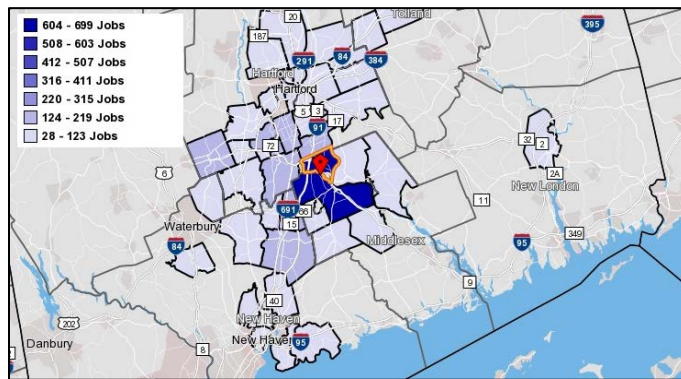 604 - 699 Jobs
508 - 603 Jobs
412 - 507 Jobs
316 - 411 Jobs
220 - 315 Jobs
124 - 219 Jobs
28 - 123 Jobs
20
Tolland
187
395
291
84
384
Hartford
Hartford
5
3
17
91
72
32
2
6
2A
New London
11
691
66
15
Waterbury
84
Middlesex
349
95
9
40
New Haven
202
New Haven
95
Danbury
8